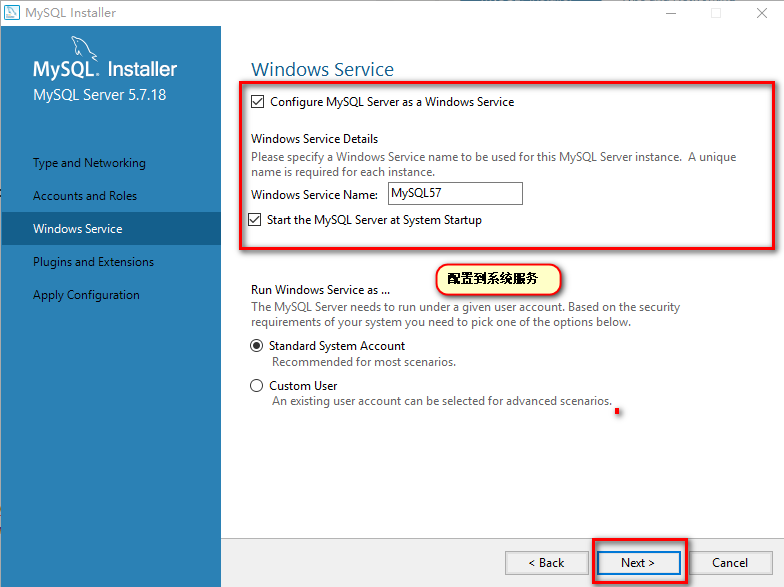 MySQL Installer
MySQL. Installer
MySQL Server 5.7.18
Type and Networking
Accounts and Roles
Windows Service
Plugins and Extensions
Apply Configuration
Windows Service
Configure MySQL Server as a Windows Service
Windows Service Details
Please specify a Windows Service name to be used for this MySQL Server instance. A unique
name is required for each instance.
Windows Service Name: MySQL57
Start the MySQL Server at System Startup
配置到系统服务
Run Windows Service as ...
The MySQL Server needs to run under a given user account. Based on the security
requirements of your system you need to pick one of the options below.
Standard System Account
Recommended for most scenarios.
Custom User
An existing user account can be selected for advanced scenarios.
< Back
Next >
Cancel